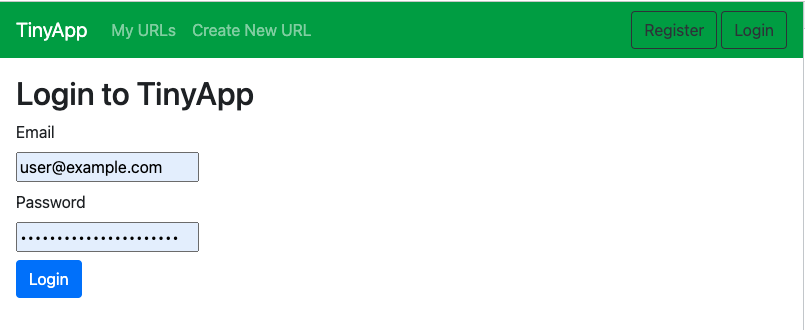 TinyApp My URLs Create New URL Register Login
Login to TinyApp
Email
user@example.com
Password
••••••••••••••••••••••
Login